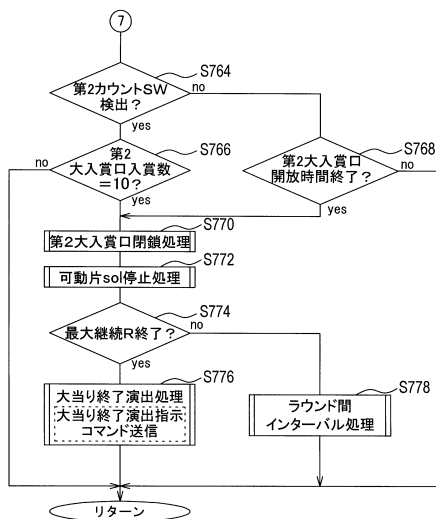 7
第2カウントSW
検出？
S764
no
yes
第2
大入賞口入賞数
＝10？
S766
no
yes
第2大入賞口
開放時間終了？
S768
no
yes
第2大入賞口閉鎖処理
S770
可動片sol停止処理
S772
最大継続R終了？
S774
no
yes
大当り終了演出処理
大当り終了演出指示
コマンド送信
S776
ラウンド間
インターバル処理
S778
リターン